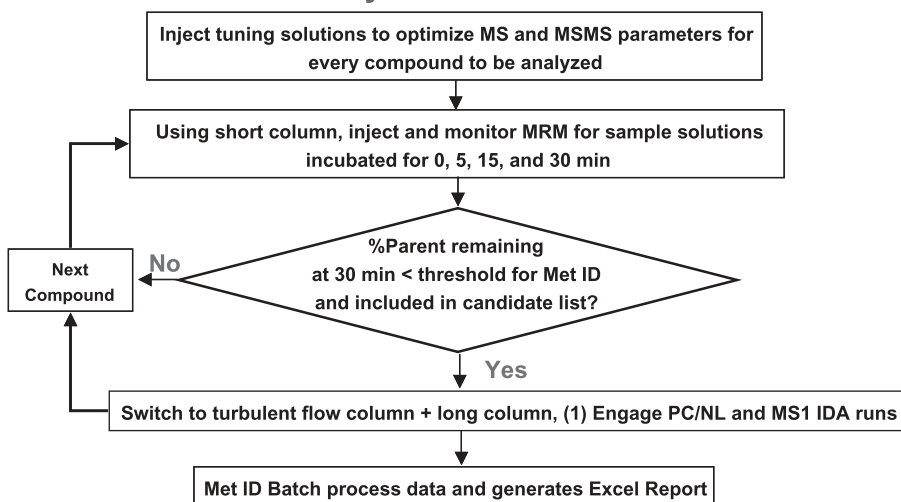 Inject tuning solutions to optimize MS and MSMS parameters for
every compound to be analyzed
Using short column, inject and monitor MRM for sample solutions
incubated for 0, 5, 15, and 30 min
%Parent remaining
at 30 min < threshold for Met ID
and included in candidate list?
No
Next
Compound
Yes
Switch to turbulent flow column + long column, (1) Engage PC/NL and MS1 IDA runs
Met ID Batch process data and generates Excel Report